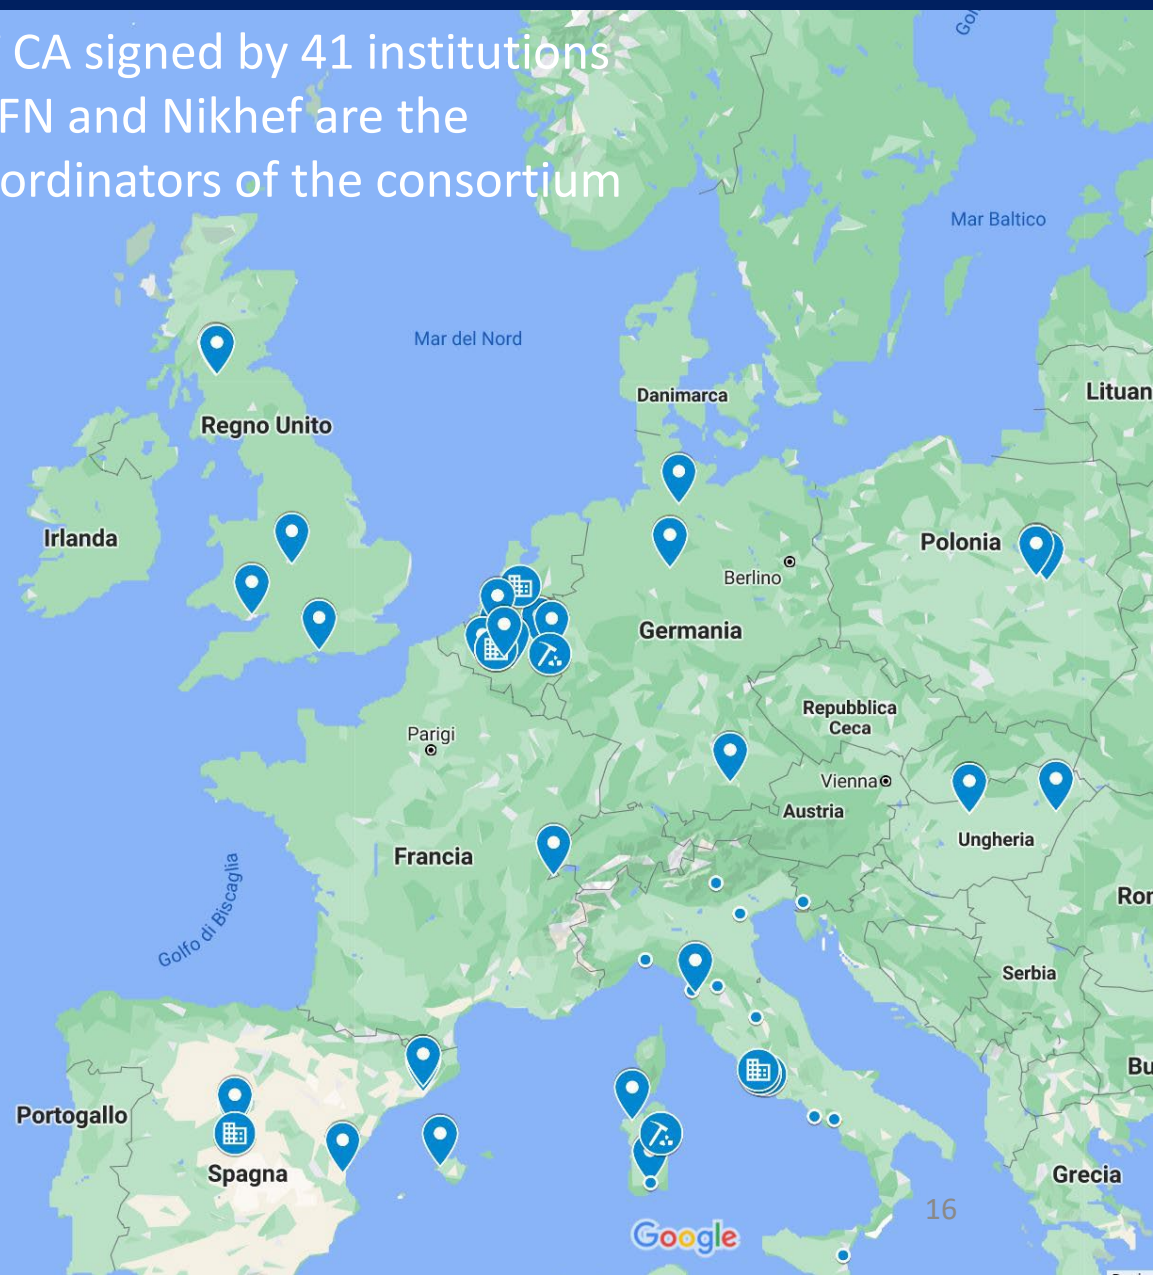 CA signed by 41 institutions
FN and Nikhef are the
ordinators of the consortium
Gol
Mar Baltico
Mar del Nord
Danimarca
Lituan
Regno Unito
Irlanda
Polonia
Berlino
Germania
Repubblica
Ceca
Parigi
Vienna
Austria
Ungheria
Francia
Ror
Golfo di Biscaglia
Serbia
Bu
Portogallo
Spagna
Grecia
16
Google